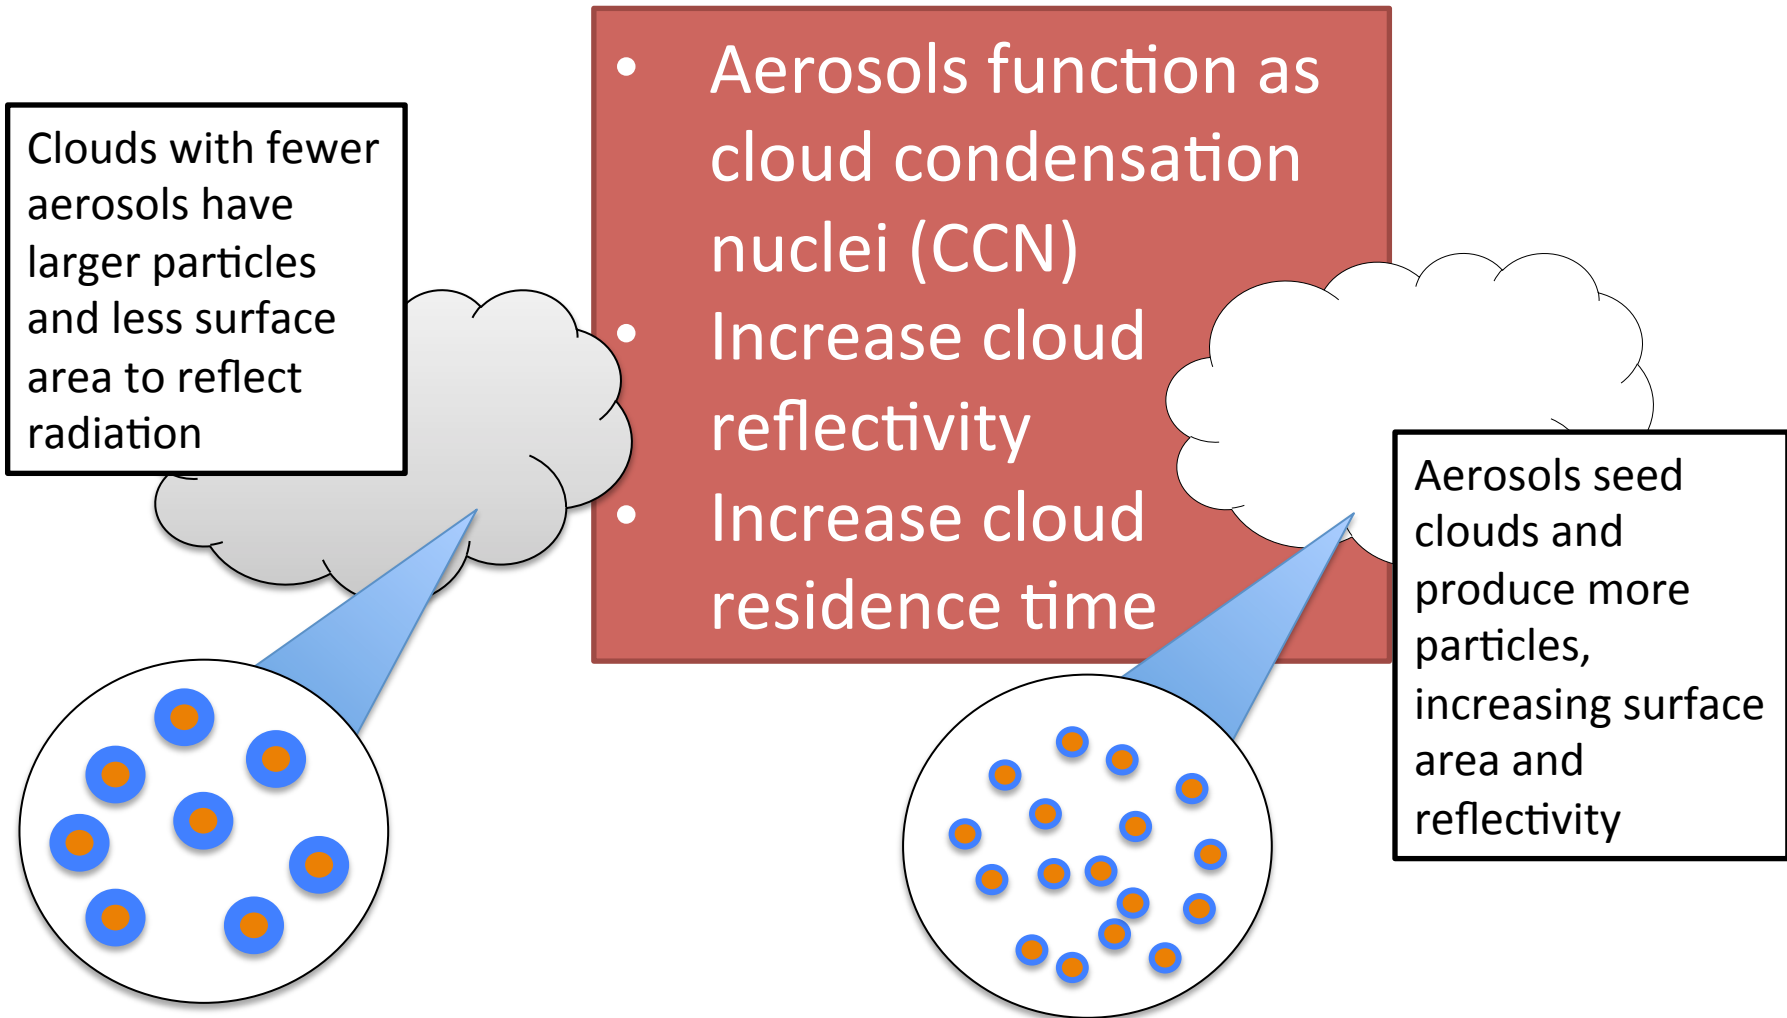 Clouds with fewer
aerosols have
larger particles
and less surface
area to reflect
radiation
• Aerosols function as
cloud condensation
nuclei (CCN)
• Increase cloud
reflectivity
• Increase cloud
residence time
Aerosols seed
clouds and
produce more
particles,
increasing surface
area and
reflectivity